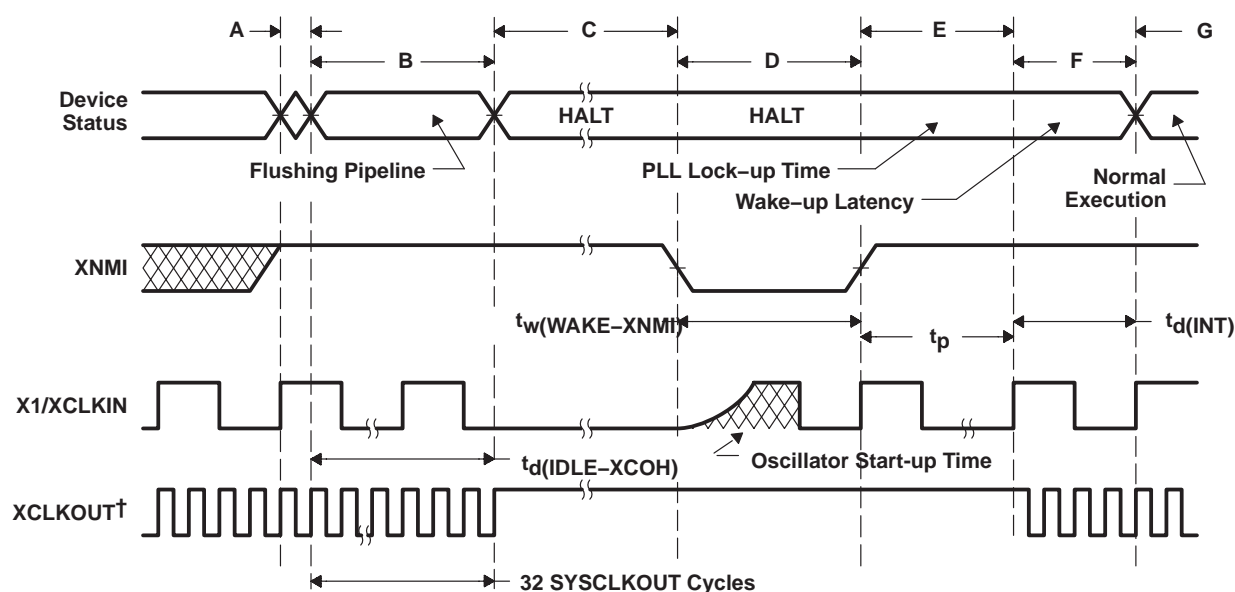 A
B
C
D
E
F
G
Device
Status
HALT
HALT
Flushing Pipeline
PLL Lock–up Time
Wake–up Latency
Normal
Execution
XNMI
tw(WAKE–XNMI)
tp
td(INT)
X1/XCLKIN
td(IDLE–XCOH)
Oscillator Start-up Time
XCLKOUT†
32 SYSCLKOUT Cycles